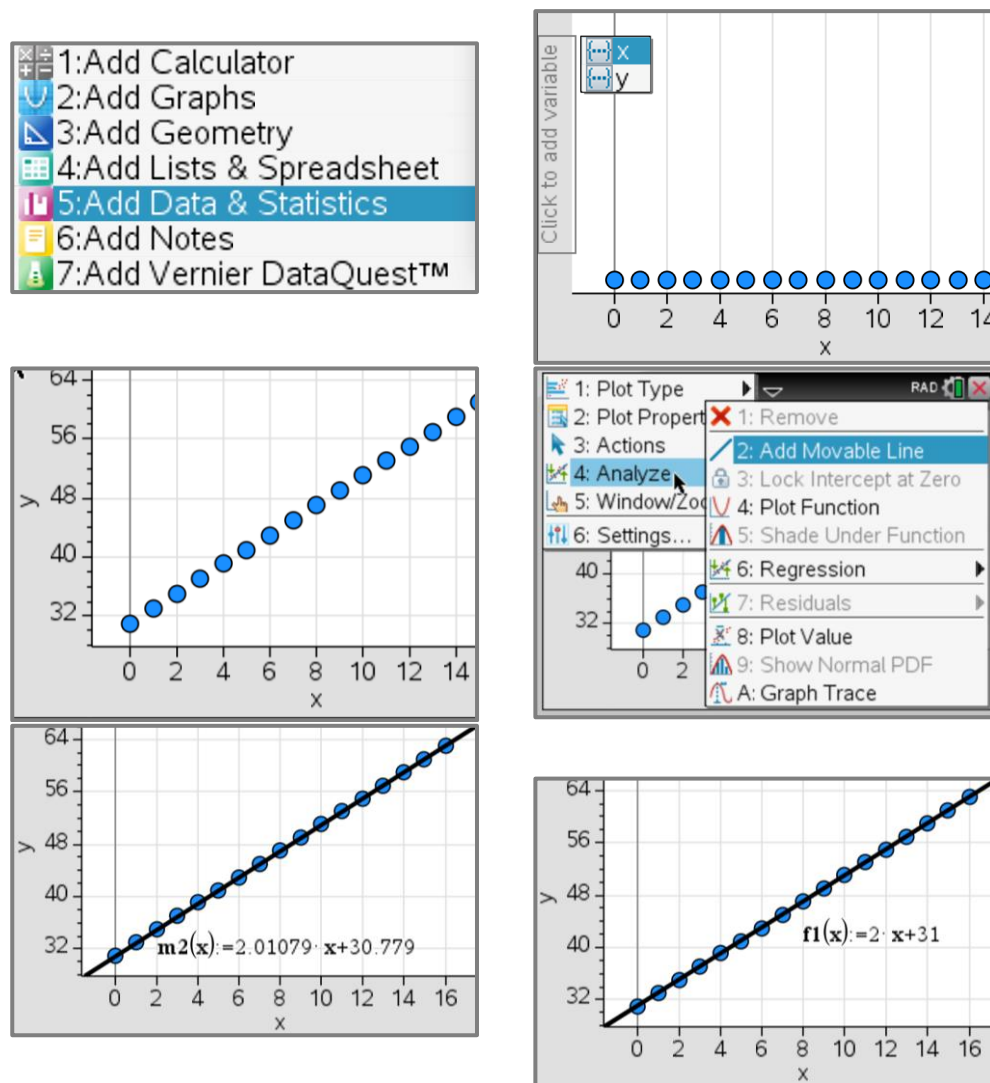 1:Add Calculator
2:Add Graphs
3:Add Geometry
4:Add Lists & Spreadsheet
5:Add Data & Statistics
6:Add Notes
7:Add Vernier DataQuest™
Click to add variable
x
y
0 2 4 6 8 10 12 14
x
64
56
48
40
32
y
0 2 4 6 8 10 12 14
x
1: Plot Type
2: Plot Propert
3: Actions
4: Analyze
5: Window/Zoo
6: Settings...
RAD
1: Remove
2: Add Movable Line
3: Lock Intercept at Zero
4: Plot Function
5: Shade Under Function
6: Regression
7: Residuals
8: Plot Value
9: Show Normal PDF
A: Graph Trace
40
32
0 2
64
56
48
40
32
y
m2(x):=2.01079· x+30.779
0 2 4 6 8 10 12 14 16
x
64
56
48
40
32
y
f1(x):=2· x+31
0 2 4 6 8 10 12 14 16
x